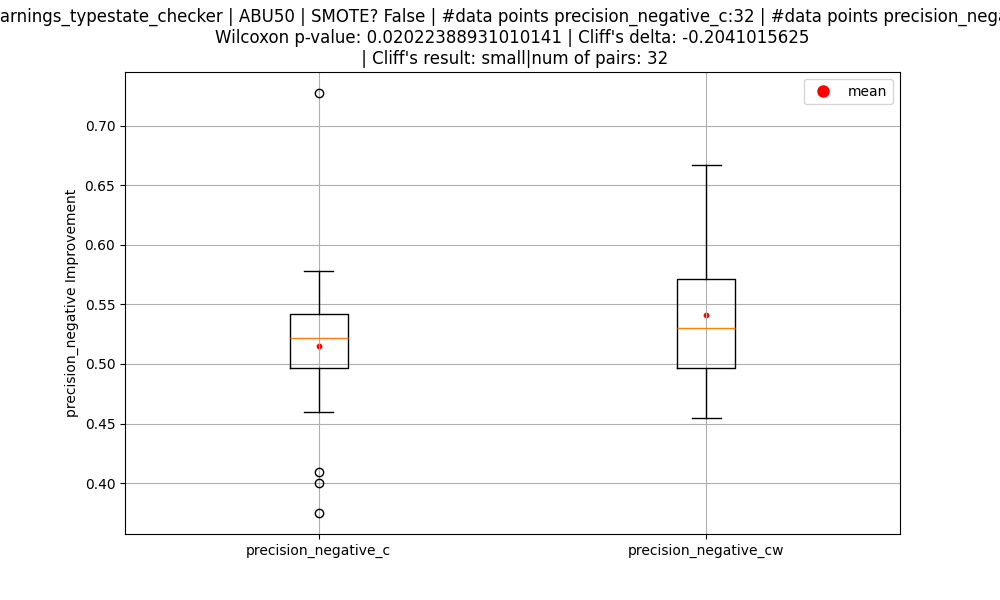 arnings_typestate_checker | ABU50 | SMOTE? False | #data points precision_negative_c:32 | #data points precision_neg
Wilcoxon p-value: 0.02022388931010141 | Cliff's delta: -0.2041015625
| Cliff's result: small|num of pairs: 32
mean
0.70
0.65
0.60
0.55
0.50
0.45
0.40
precision_negative Improvement
precision_negative_c
precision_negative_cw